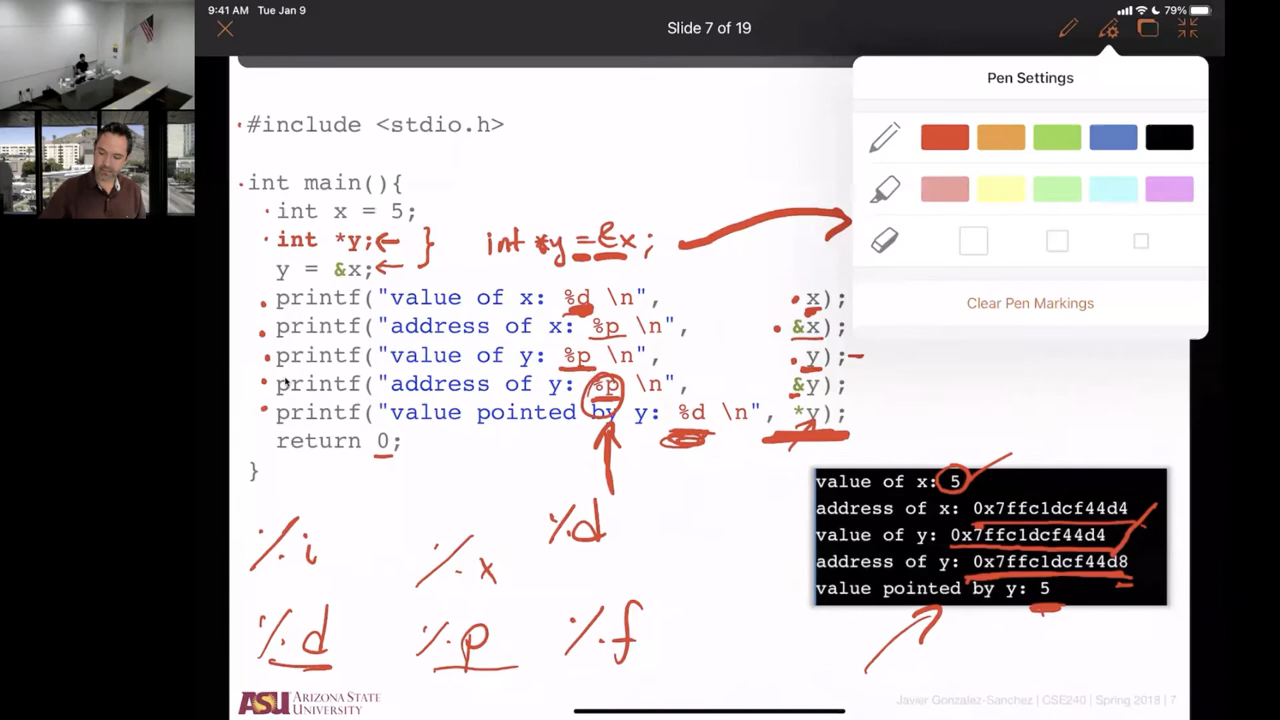 9:41 AM Tue Jan 9
Slide 7 of 19
79%
Pen Settings
Clear Pen Markings
#include <stdio.h>
int main(){
int x = 5;
int *y;
int *y = &x;
y = &x;
printf("value of x: %d \n", x);
printf("address of x: %p \n", &x);
printf("value of y: %p \n", y);
printf("address of y: %p \n", &y);
printf("value pointed by y: %d \n", *y);
return 0;
}
%d
%i
%x
%d
%p
%f
value of x: 5
address of x: 0x7ffc1dcf44d4
value of y: 0x7ffc1dcf44d4
address of y: 0x7ffc1dcf44d8
value pointed by y: 5
ASU ARIZONA STATE
UNIVERSITY
Javier Gonzalez-Sanchez | CSE240 | Spring 2018 | 7